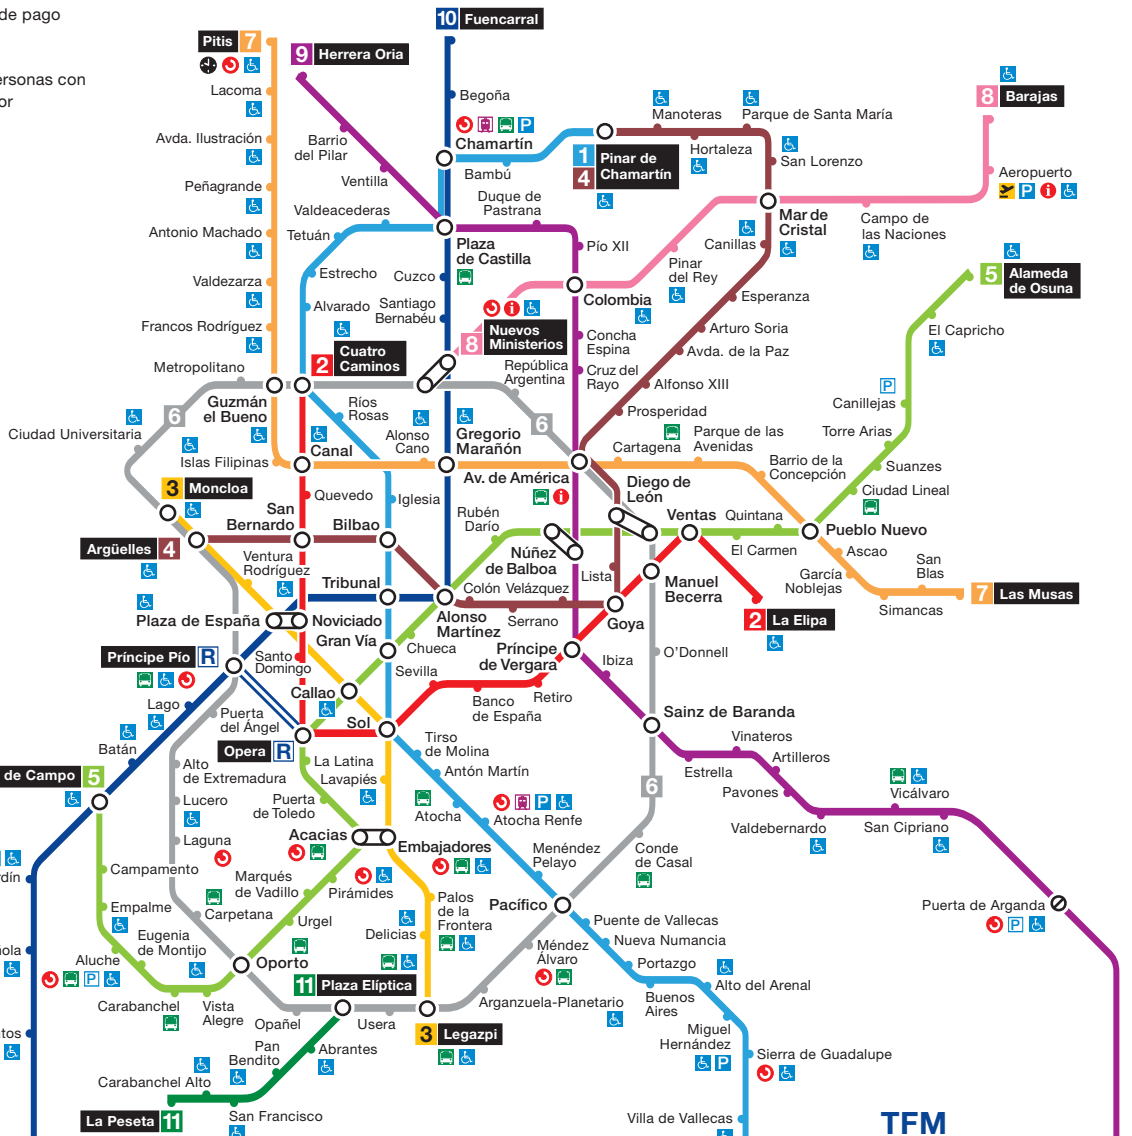 de pago
ersonas con
or
10 Fuencarral
Pitis 7
9 Herrera Oria
8 Barajas
Lacoma
Begoña
Manoteras
Parque de Santa María
Avda. Ilustración
Barrio
del Pilar
Chamartín
P
Bambú
1
4
Pinar de
Chamartín
Hortaleza
San Lorenzo
Aeropuerto
P i
Peñagrande
Ventilla
Duque de
Pastrana
Valdeacederas
Tetuán
Antonio Machado
Plaza
de Castilla
Pío XII
Mar de
Cristal
Campo de
las Naciones
Canillas
Estrecho
Cuzco
Pinar
del Rey
5 Alameda
de Osuna
Valdezarza
Alvarado
Santiago
Bernabéu
Colombia
Esperanza
i
Francos Rodríguez
8 Nuevos
Ministerios
Concha
Espina
Arturo Soria
El Capricho
2 Cuatro
Caminos
Avda. de la Paz
Metropolitano
República
Argentina
Cruz del
Rayo
Alfonso XIII
P
Canillejas
Guzmán
el Bueno
6
Ríos
Rosas
Prosperidad
6
Ciudad Universitaria
Alonso
Cano
Gregorio
Marañón
Cartagena
Parque de las
Avenidas
Torre Arias
Islas Filipinas
Canal
Barrio de la
Concepción
Suanzes
Av. de América
i
Diego de
León
Ciudad Lineal
3 Moncloa
Quevedo
Iglesia
San
Bernardo
Bilbao
Rubén
Darío
Ventas
Quintana
Pueblo Nuevo
Argüelles 4
Núñez
de Balboa
El Carmen
Ascao
Ventura
Rodríguez
Tribunal
Colón
Velázquez
Lista
Manuel
Becerra
García
Noblejas
San
Blas
7 Las Musas
Simancas
Plaza de España
Noviciado
Alonso
Martínez
Serrano
Goya
2 La Elipa
Gran Vía
Chueca
Príncipe
de Vergara
Príncipe Pío R
Santo
Domingo
Sevilla
Ibiza
O'Donnell
Callao
Retiro
Banco
de España
Lago
Puerta
del Ángel
Sol
Sainz de Baranda
Batán
Opera R
Tirso
de Molina
Vinateros
Alto
de Extremadura
La Latina
Antón Martín
Estrella
Artilleros
de Campo 5
Lavapiés
6
Pavones
Lucero
Puerta
de Toledo
Atocha
P
Atocha Renfe
Vicálvaro
Valdebernardo
San Cipriano
Laguna
Acacias
Embajadores
Menéndez
Pelayo
Conde
de Casal
rdín
Campamento
Marqués
de Vadillo
Pirámides
Palos
de la
Frontera
Pacífico
Puerta de Arganda
P
Empalme
Carpetana
Urgel
Delicias
Puente de Vallecas
Eugenia
de Montijo
Nueva Numancia
ola
Aluche
P
Oporto
Méndez
Álvaro
Portazgo
11 Plaza Elíptica
Buenos
Aires
Alto del Arenal
Carabanchel
Vista
Alegre
Arganzuela-Planetario
Opañel
Usera
3 Legazpi
Miguel
Hernández
P
tos
Pan
Bendito
Abrantes
Sierra de Guadalupe
Carabanchel Alto
La Peseta 11
San Francisco
Villa de Vallecas
TFM